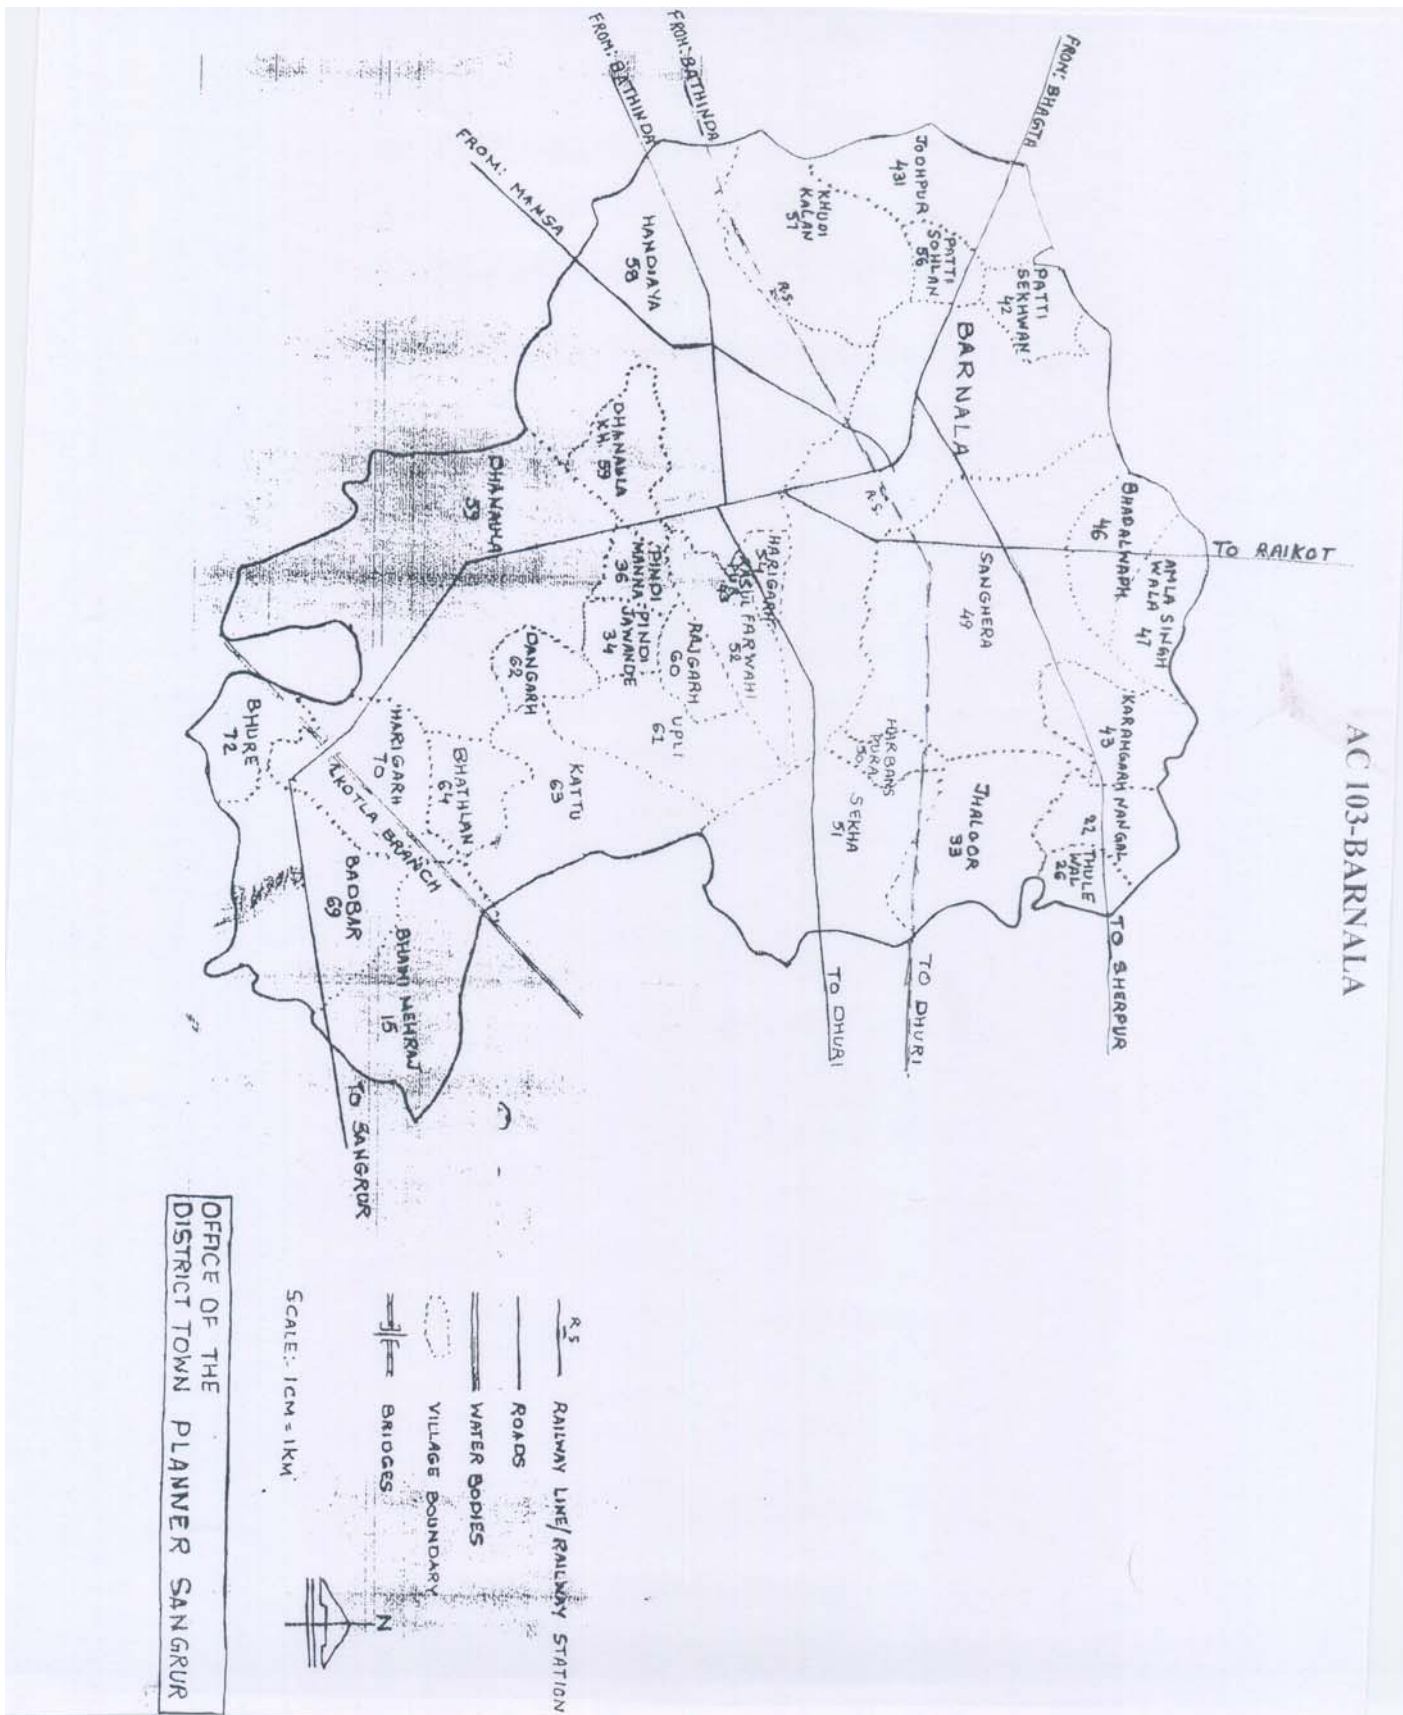 AC 103-BARNALA
FROM: BHAGTA
FROM: BATHINDA
FROM: BATHINDA
FROM: MANSA
TO RAIKOT
TO SHERPUR
TO DHURI
TO DHURI
TO SANGRUR
JODHPUR
431
PATTI
SOHLAN
56
PATTI
SEKHWAN
42
KHUDI
KALAN
57
HANDIAYA
58
R.S.
BARNALA
R.S.
BHADALWAPH
46
AMLA SINGH
WALA
47
SANGHERA
49
KARAMGARH
43
NANGAL
22
THULE
WAL
26
JHALOOR
33
HARBANS
PURA
50
SEKHA
51
HARIGARH
54
FARWAHI
52
RAJGARH
60
UPLI
61
DHANAULA
KH.
59
DHANAULA
39
PINDI
MANNA
36
PINDI
JAWANDE
34
DANGARH
62
KATTU
63
BHATHLAN
64
HARIGARH
70
KOTLA BRANCH
BHURE
72
BADBAR
69
BHAINI MEHRAJ
15
R.S RAILWAY LINE/RAILWAY STATION
ROADS
WATER BODIES
VILLAGE BOUNDARY
BRIDGES
SCALE:- 1CM = 1KM
N
OFFICE OF THE
DISTRICT TOWN PLANNER SANGRUR